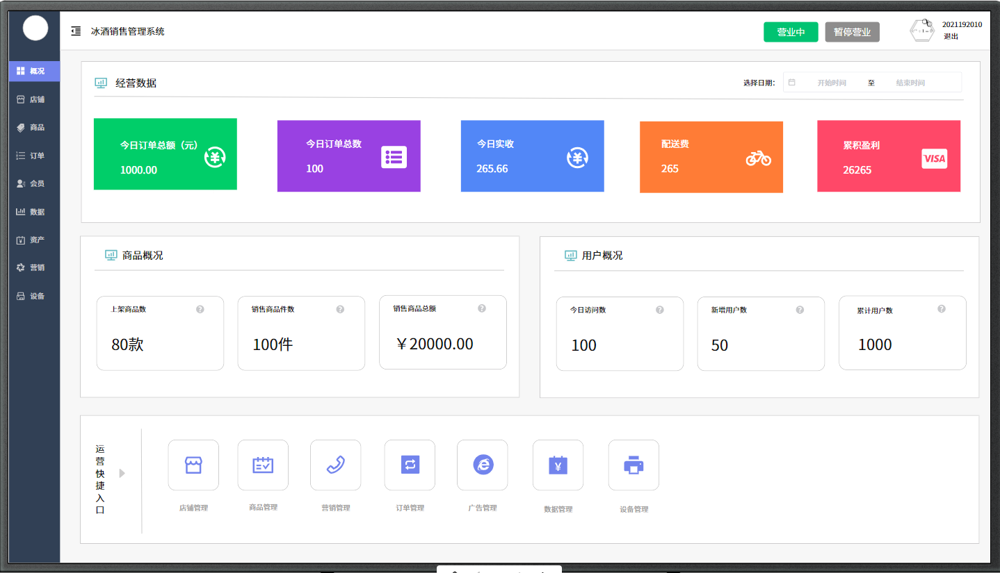 冰酒销售管理系统
营业中
暂停营业
2021192010
退出
概况
店铺
商品
订单
会员
数据
资产
营销
设备
经营数据
选择日期:
开始时间
至
结束时间
今日订单总额（元）
1000.00
今日订单总数
100
今日实收
265.66
配送费
265
累积盈利
26265
VISA
商品概况
上架商品数
80款
销售商品件数
100件
销售商品总额
￥20000.00
用户概况
今日访问数
100
新增用户数
50
累计用户数
1000
运营快捷入口
店铺管理
商品管理
营销管理
订单管理
广告管理
数据管理
设备管理